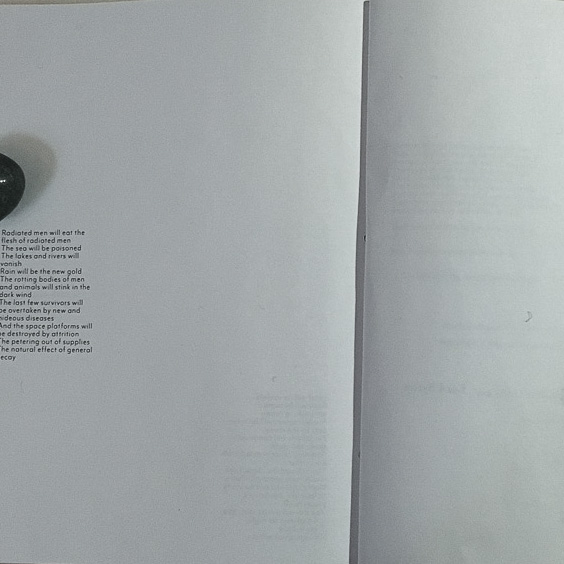 Radiated men will eat the
flesh of radiated men
The sea will be poisoned
The lakes and rivers will
vanish
Rain will be the new gold
The rotting bodies of men
and animals will stink in the
dark wind
The last few survivors will
be overtaken by new and
hideous diseases
And the space platforms will
be destroyed by attrition
The petering out of supplies
The natural effect of general
ecay